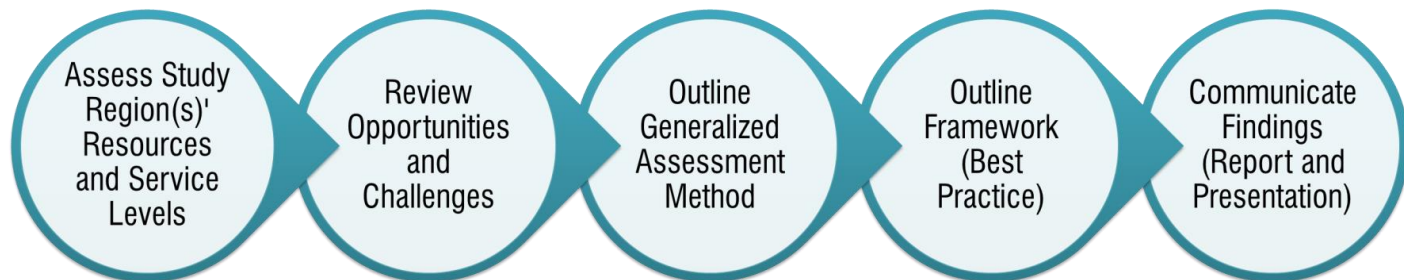 Assess Study
Region(s)'
Resources
and Service
Levels
Review
Opportunities
and
Challenges
Outline
Generalized
Assessment
Method
Outline
Framework
(Best
Practice)
Communicate
Findings
(Report and
Presentation)